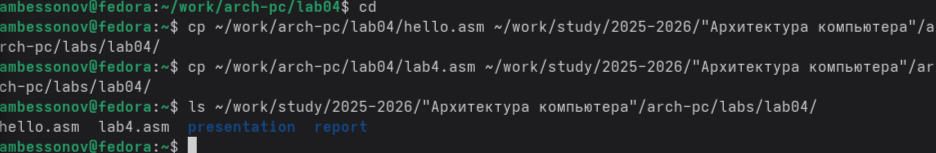 ambessonov@fedora:~/work/arch-pc/lab04$ cd
ambessonov@fedora:~$ cp ~/work/arch-pc/lab04/hello.asm ~/work/study/2025-2026/"Архитектура компьютера"/a
rch-pc/labs/lab04/
ambessonov@fedora:~$ cp ~/work/arch-pc/lab04/lab4.asm ~/work/study/2025-2026/"Архитектура компьютера"/ar
ch-pc/labs/lab04/
ambessonov@fedora:~$ ls ~/work/study/2025-2026/"Архитектура компьютера"/arch-pc/labs/lab04/
hello.asm  lab4.asm  presentation  report
ambessonov@fedora:~$